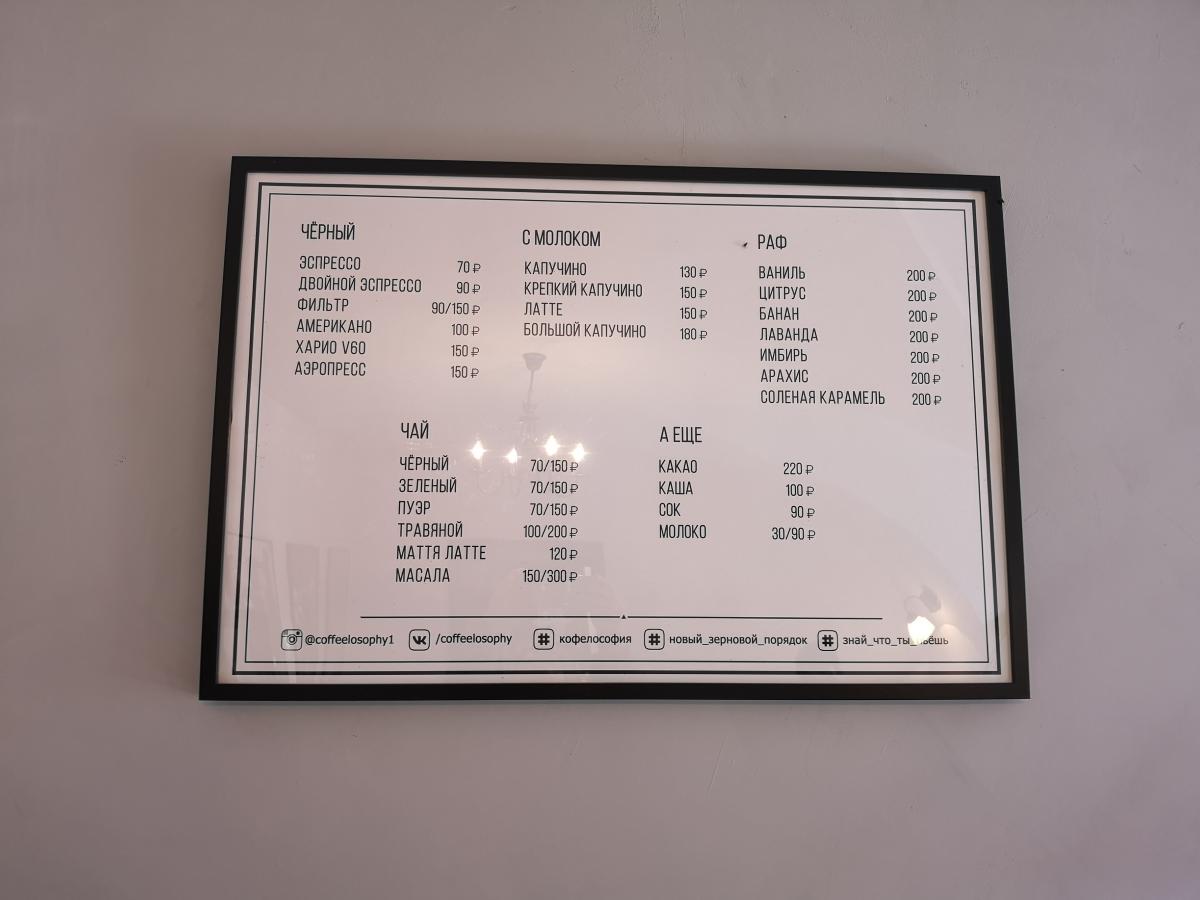 ЧЁРНЫЙ
ЭСПРЕССО 70 ₽
ДВОЙНОЙ ЭСПРЕССО 90 ₽
ФИЛЬТР 90/150 ₽
АМЕРИКАНО 100 ₽
ХАРИО V60 150 ₽
АЭРОПРЕСС 150 ₽
С МОЛОКОМ
КАПУЧИНО 130 ₽
КРЕПКИЙ КАПУЧИНО 150 ₽
ЛАТТЕ 150 ₽
БОЛЬШОЙ КАПУЧИНО 180 ₽
РАФ
ВАНИЛЬ 200 ₽
ЦИТРУС 200 ₽
БАНАН 200 ₽
ЛАВАНДА 200 ₽
ИМБИРЬ 200 ₽
АРАХИС 200 ₽
СОЛЕНАЯ КАРАМЕЛЬ 200 ₽
ЧАЙ
ЧЁРНЫЙ 70/150 ₽
ЗЕЛЕНЫЙ 70/150 ₽
ПУЭР 70/150 ₽
ТРАВЯНОЙ 100/200 ₽
МАТТЯ ЛАТТЕ 120 ₽
МАСАЛА 150/300 ₽
А ЕЩЕ
КАКАО 220 ₽
КАША 100 ₽
СОК 90 ₽
МОЛОКО 30/90 ₽
@coffeelosophy1 /coffeelosophy # кофелософия # новый_зерновой_порядок # знай_что_ты_пьёшь